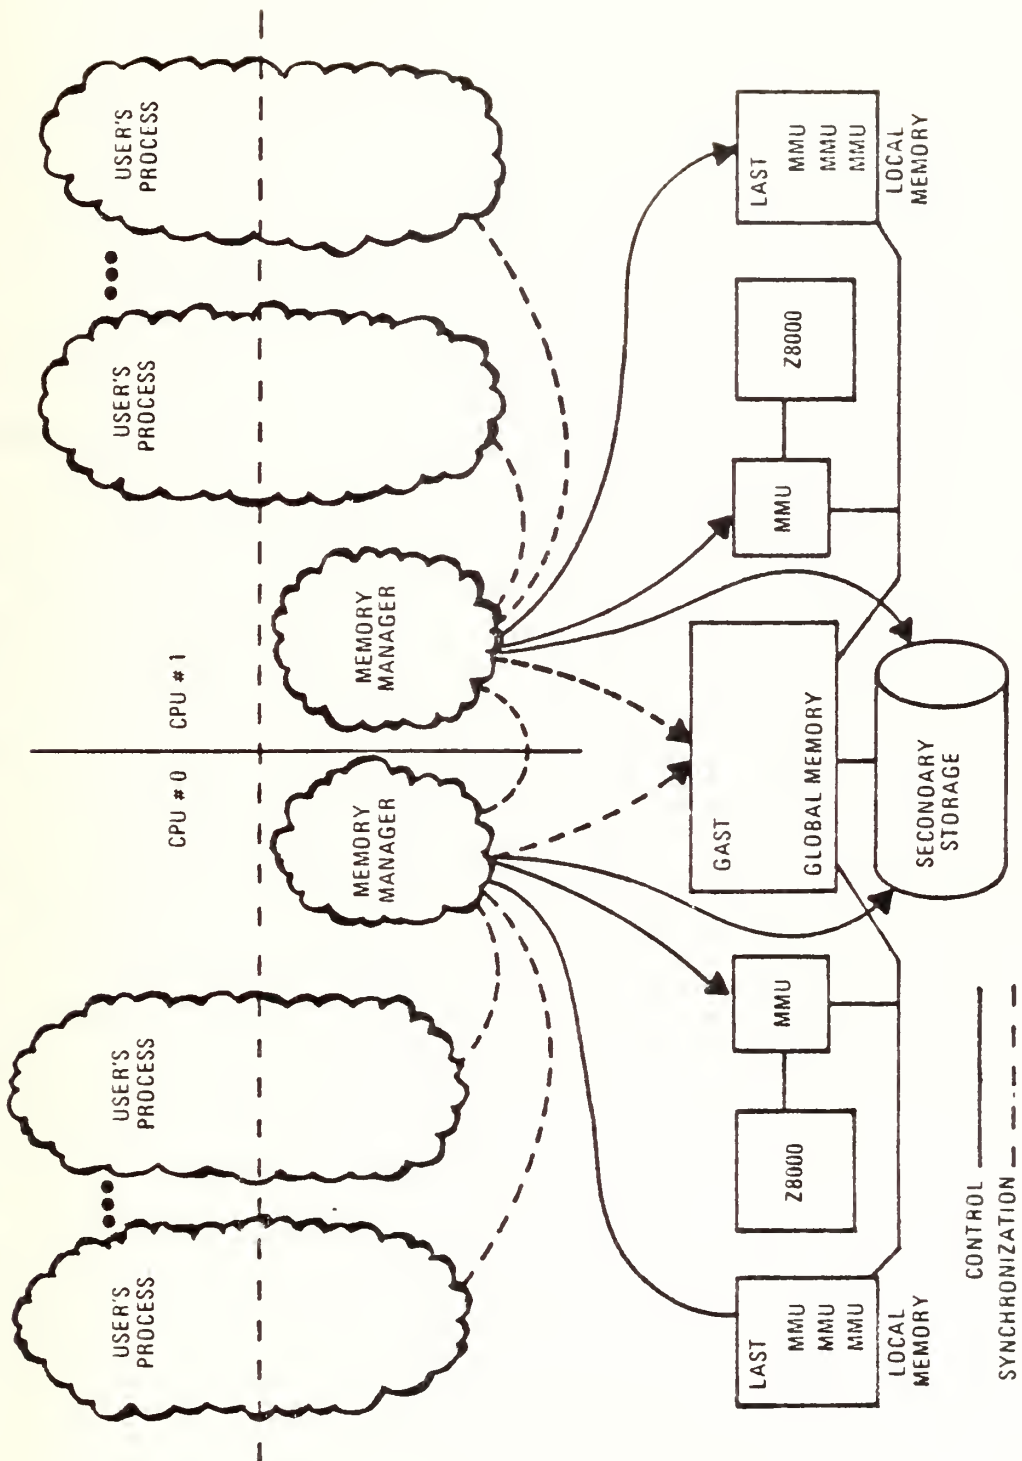 CPU # 0
CPU # 1
USER'S
PROCESS
USER'S
PROCESS
USER'S
PROCESS
USER'S
PROCESS
MEMORY
MANAGER
MEMORY
MANAGER
LAST
MMU
MMU
MMU
LOCAL
MEMORY
Z8000
MMU
GAST
GLOBAL MEMORY
SECONDARY
STORAGE
MMU
Z8000
LAST
MMU
MMU
MMU
LOCAL
MEMORY
CONTROL
SYNCHRONIZATION